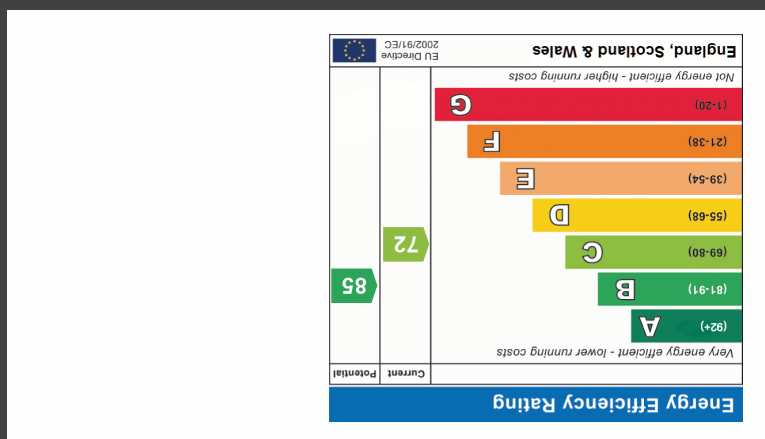 Energy Efficiency Rating
Current Potential
Very energy efficient - lower running costs
(92+) A
(81-91) B
85
(69-80) C
72
(55-68) D
(39-54) E
(21-38) F
(1-20) G
Not energy efficient - higher running costs
England, Scotland & Wales
EU Directive
2002/91/EC